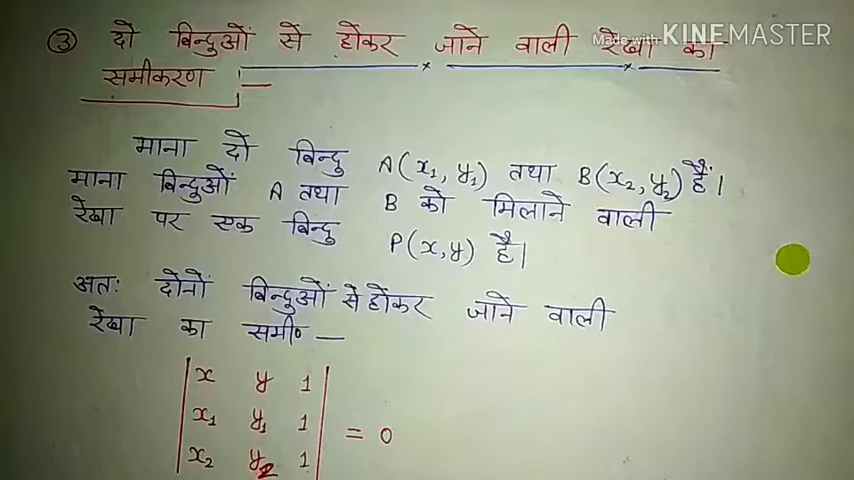 ③ दो बिन्दुओं से होकर जाने वाली रेखा का
Made with KINEMASTER
समीकरण :—
माना दो बिन्दु A(x₁, y₁) तथा B(x₂, y₂) हैं।
माना बिन्दुओं A तथा B को मिलाने वाली
रेखा पर एक बिन्दु P(x, y) है।
अतः दोनों बिन्दुओं से होकर जाने वाली
रेखा का समी० —
| x y 1 |
| x₁ y₁ 1 | = 0
| x₂ y₂ 1 |